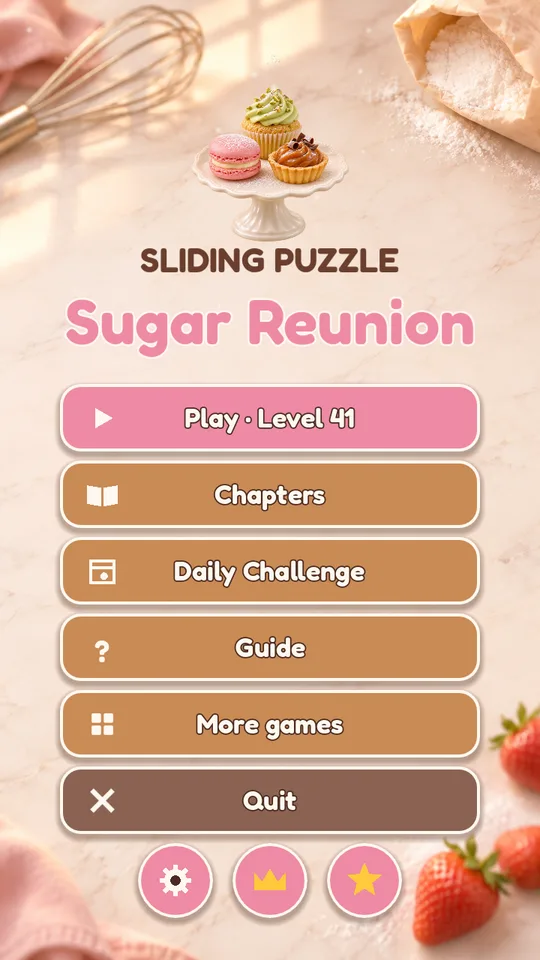 SLIDING PUZZLE
Sugar Reunion
Play · Level 41
Chapters
Daily Challenge
? Guide
More games
Quit